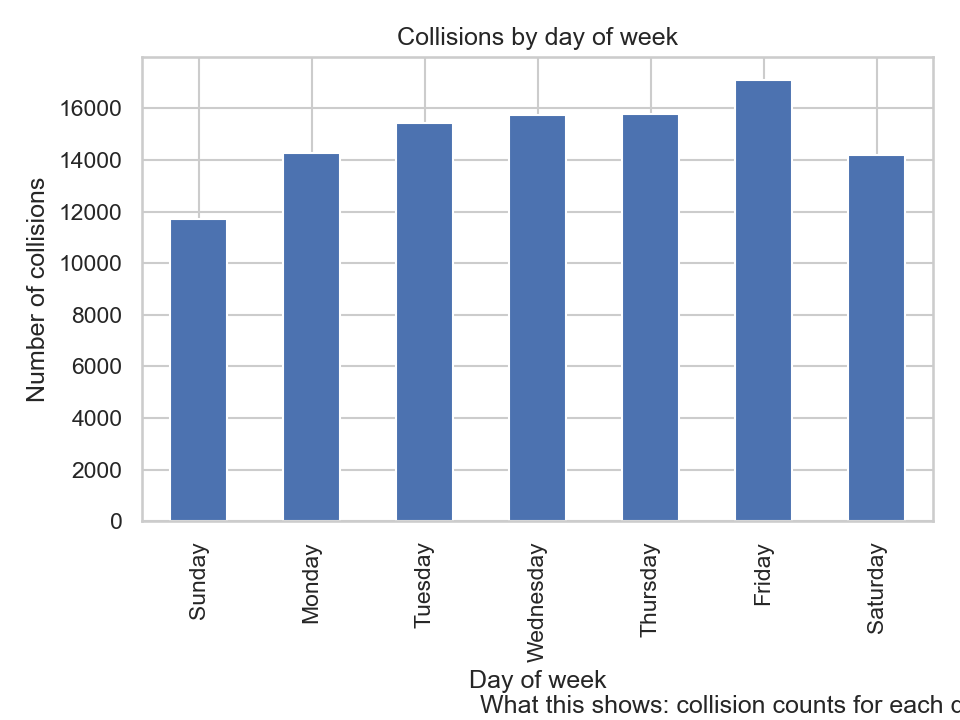 Collisions by day of week
Number of collisions
16000
14000
12000
10000
8000
6000
4000
2000
0
Sunday
Monday
Tuesday
Wednesday
Thursday
Friday
Saturday
Day of week
What this shows: collision counts for each